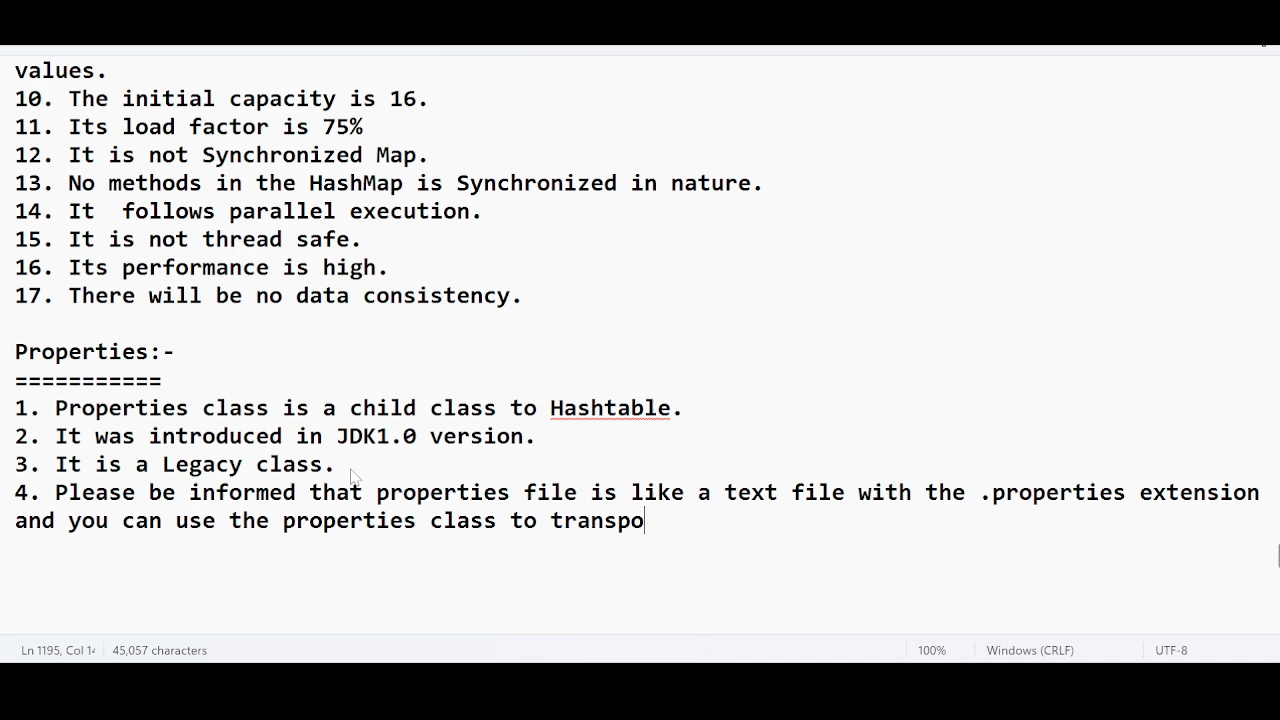 values.
10. The initial capacity is 16.
11. Its load factor is 75%
12. It is not Synchronized Map.
13. No methods in the HashMap is Synchronized in nature.
14. It  follows parallel execution.
15. It is not thread safe.
16. Its performance is high.
17. There will be no data consistency.
Properties:-
===========
1. Properties class is a child class to Hashtable.
2. It was introduced in JDK1.0 version.
3. It is a Legacy class.
4. Please be informed that properties file is like a text file with the .properties extension
and you can use the properties class to transpo
Ln 1195, Col 14 45,057 characters 100% Windows (CRLF) UTF-8